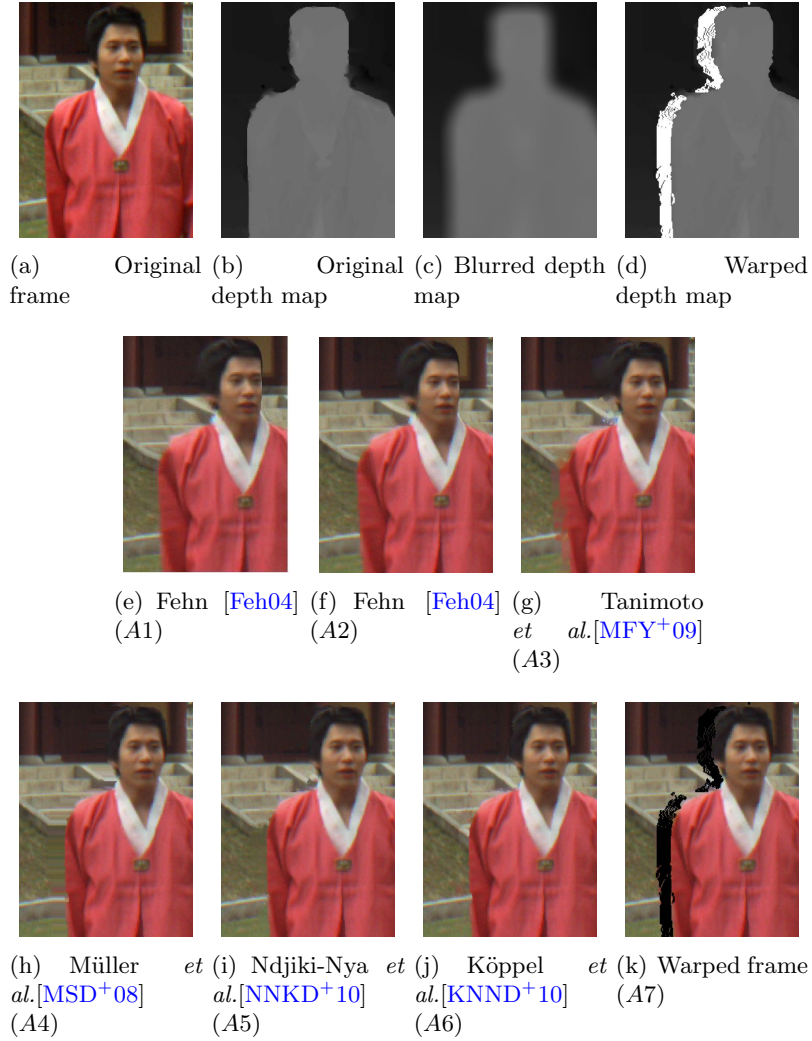 (a) Original
frame
(b) Original
depth map
(c) Blurred depth
map
(d) Warped
depth map
(e) Fehn [Feh04]
(A1)
(f) Fehn [Feh04]
(A2)
(g) Tanimoto
et al.[MFY+09]
(A3)
(h) Müller et
al.[MSD+08]
(A4)
(i) Ndjiki-Nya et
al.[NNKD+10]
(A5)
(j) Köppel et
al.[KNND+10]
(A6)
(k) Warped frame
(A7)